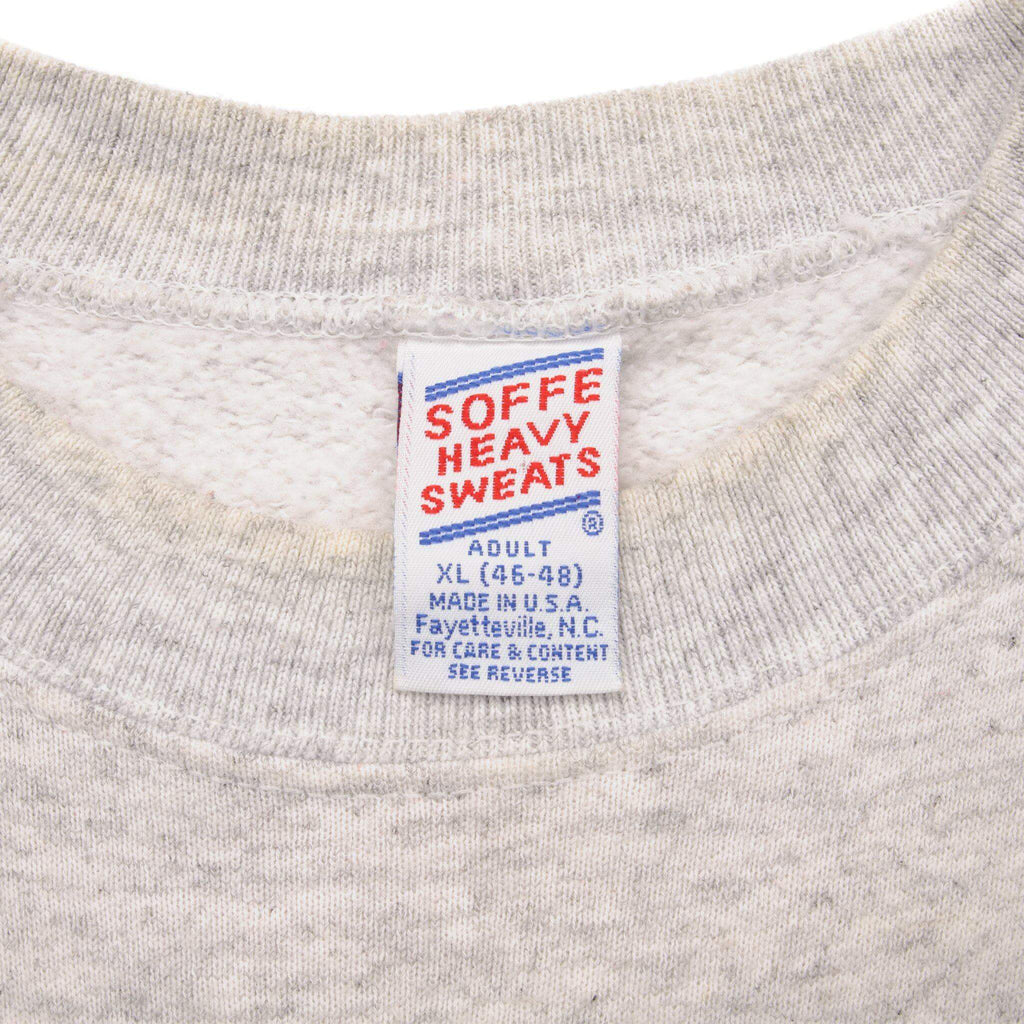 SOFFE
HEAVY
SWEATS
®
ADULT
XL (46-48)
MADE IN U.S.A.
Fayetteville, N.C.
FOR CARE & CONTENT
SEE REVERSE